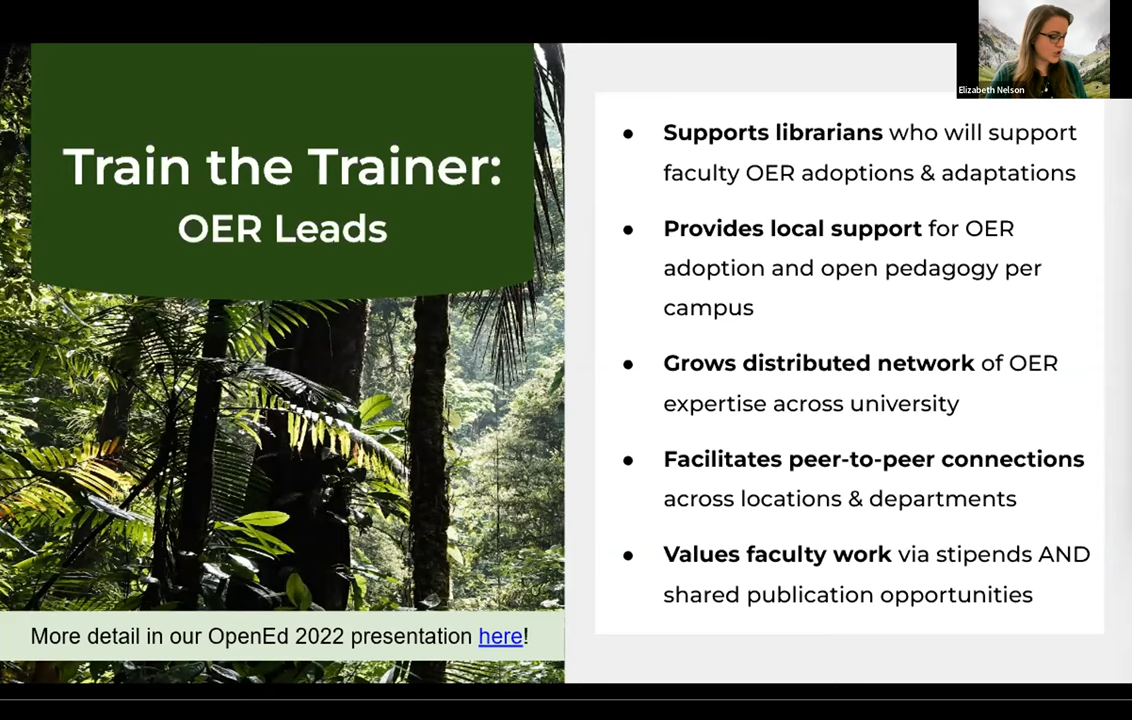 Elizabeth Nelson
Train the Trainer:
OER Leads
More detail in our OpenEd 2022 presentation here!
● Supports librarians who will support
faculty OER adoptions & adaptations
● Provides local support for OER
adoption and open pedagogy per
campus
● Grows distributed network of OER
expertise across university
● Facilitates peer-to-peer connections
across locations & departments
● Values faculty work via stipends AND
shared publication opportunities